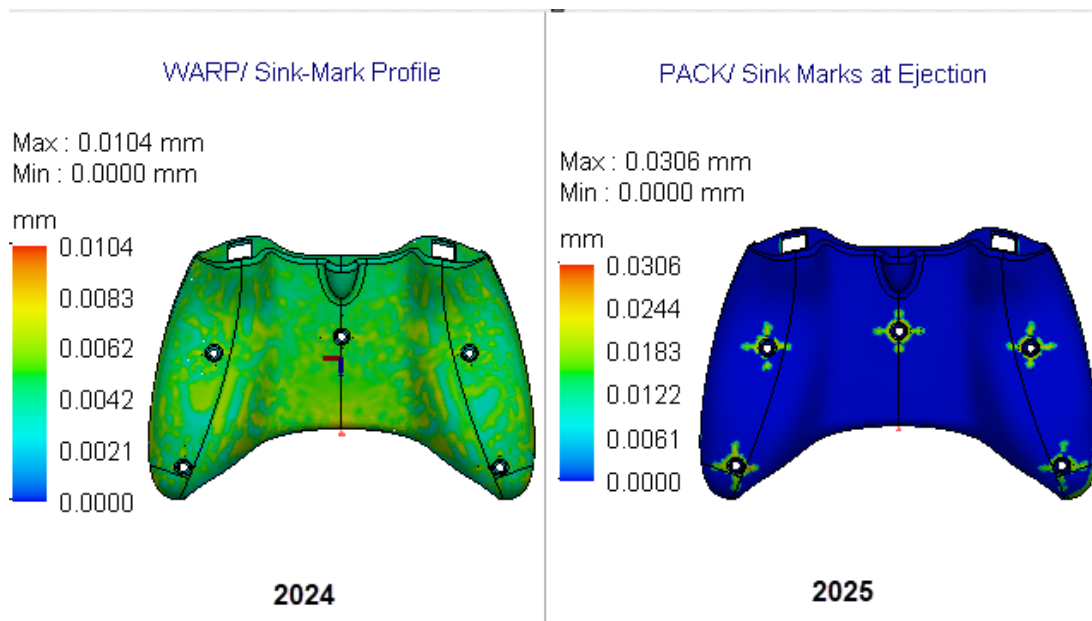 WARP/ Sink-Mark Profile
Max : 0.0104 mm
Min : 0.0000 mm
mm
0.0104
0.0083
0.0062
0.0042
0.0021
0.0000
2024
PACK/ Sink Marks at Ejection
Max : 0.0306 mm
Min : 0.0000 mm
mm
0.0306
0.0244
0.0183
0.0122
0.0061
0.0000
2025